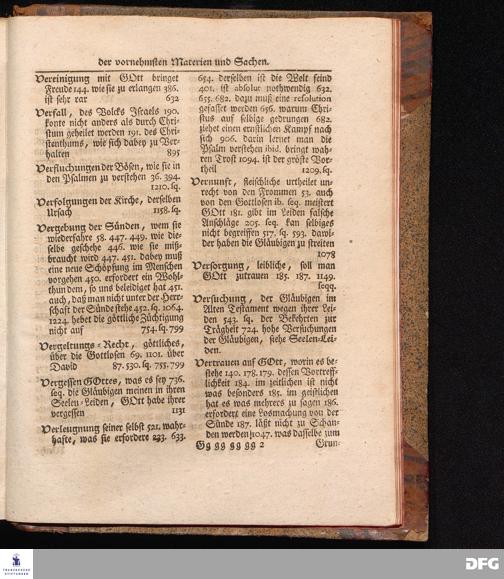 der vornehmsten Materien und Sachen.
Vereinigung mit GOtt bringet
Freude 144. wie sie zu erlangen 386.
ist sehr rar 632
Verfall, des Volcks Israels 190.
konte nicht anders als durch Chri-
stum geheilet werden 191. des Chri-
stenthums, wie sich dabey zu Ver-
halten 895
Versuchungen der Bösen, wie sie in
den Psalmen zu verstehen 36. 394.
1210. sq.
Verfolgungen der Kirche, derselben
Ursach 1158. sq.
Vergebung der Sünden, wem sie
wiederfahre 58. 447. 449. wie die-
selbe geschehe 446. wie sie miß-
braucht wird 447. 451. dabey muß
eine neue Schöpfung im Menschen
vorgehen 450. erfordert ein Wohl-
thun dem, so uns beleidiget hat 451.
auch, daß man nicht unter der Herr-
schaft der Sünde stehe 452. sq. 1064.
1224. hebet die göttliche Züchtigung
nicht auf 754. sq. 799
Vergeltungs-Recht, göttliches,
über die Gottlosen 69. 1101. über
David 87. 530. sq. 755. 799
Vergessen GOttes, was es sey 736.
seq. die Gläubigen meinen in ihren
Seelen-Leiden, GOtt habe ihrer
vergessen 1131
Verleugnung seiner selbst 521. wahr-
hafte, was sie erfordere 233. 633.
654. derselben ist die Welt feind
401. ist absolut nothwendig 632.
655. 682. dazu muß eine resolution
gefasset werden 656. warum Chri-
stus auf selbige gedrungen 682.
ziehet einen ernstlichen Kampf nach
sich 906. darin lernet man die
Psalm verstehen ibid. bringt wah-
ren Trost 1094. ist der gröste Vor-
theil 1209. sq.
Vernunft, fleischliche urtheilet un-
recht von den Frommen 53. auch
von den Gottlosen ib. seq. meistert
GOtt 181. gibt im Leiden falsche
Anschläge 205. seq. kan selbiges
nicht begreiffen 517. sq. 593. dawi-
der haben die Gläubigen zu streiten
1078
Versorgung, leibliche, soll man
GOtt zutrauen 185. 187. 1149.
seqq.
Versuchung, der Gläubigen im
Alten Testament wegen ihrer Lei-
den 543. sq. der Bekehrten zur
Trägheit 724. hohe Versuchungen
der Gläubigen, siehe Seelen-Lei-
den.
Vertrauen auf GOtt, worin es be-
stehe 140. 178. 179. dessen Vortreff-
lichkeit 184. im zeitlichen ist nicht
was besonders 185. im geistlichen
hat es was mehrers zu sagen 186.
erfordert eine Losmachung von der
Sünde 187. läßt nicht zu Schan-
den werden 1047. was dasselbe zum
Gg gg gg gg 2 Grun-
FRANCKESCHE
STIFTUNGEN
DFG